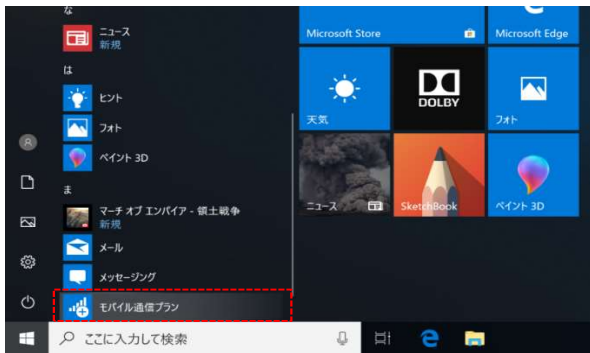 な
ニュース
新規
は
ヒント
フォト
ペイント 3D
ま
マーチ オブ エンパイア - 領土戦争
新規
メール
メッセージング
モバイル通信プラン
Microsoft Store
Microsoft Edge
天気
DOLBY
フォト
ニュース
SketchBook
ペイント 3D
ここに入力して検索